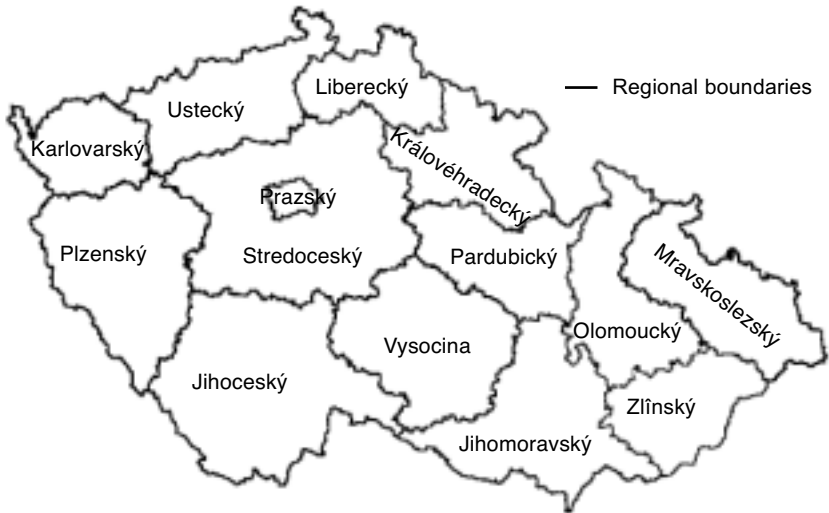 Liberecký
Regional boundaries
Ustecký
Karlovarský
Královéhradecký
Prazský
Plzenský
Stredoceský
Pardubický
Mravskoslezský
Olomoucký
Vysocina
Jihoceský
Zlînský
Jihomoravský